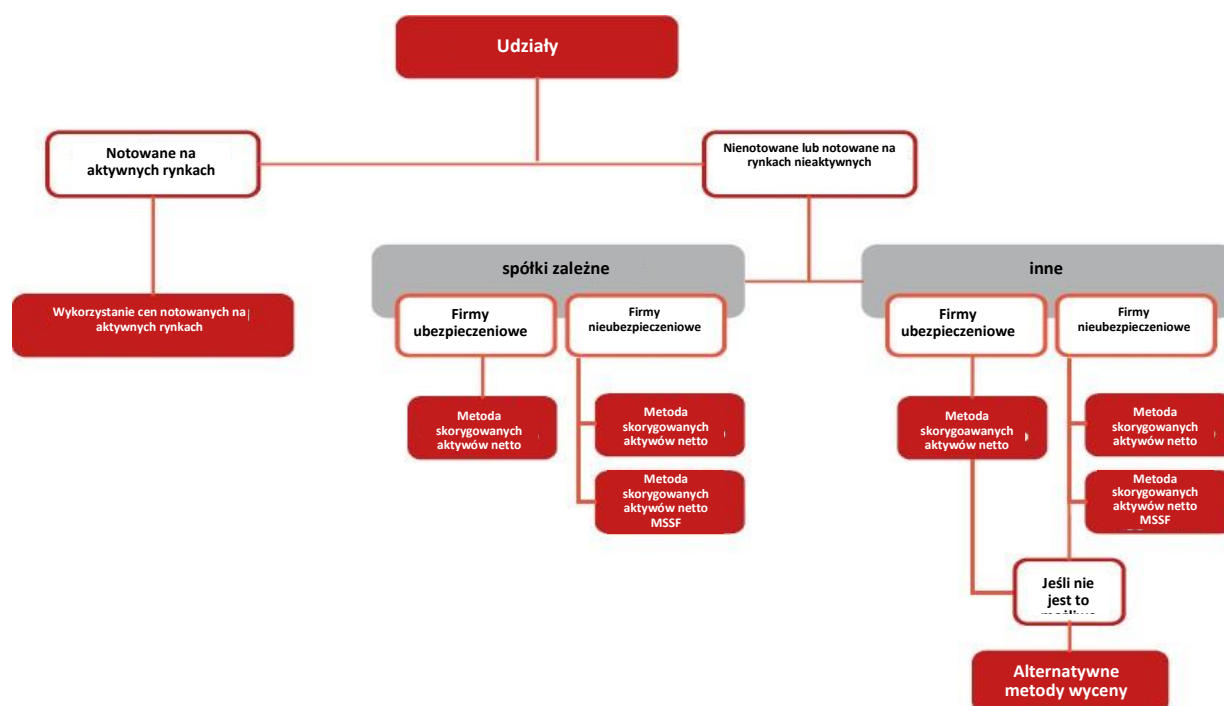 Udziały
Notowane na
aktywnych rynkach
Nienotowane lub notowane na
rynkach nieaktywnych
Wykorzystanie cen notowanych na
aktywnych rynkach
spółki zależne
inne
Firmy
ubezpieczeniowe
Firmy
nieubezpieczeniowe
Firmy
ubezpieczeniowe
Firmy
nieubezpieczeniowe
Metoda
skorygowanych
aktywów netto
Metoda
skorygowanych
aktywów netto
Metoda
skorygoawanych
aktywów netto
Metoda
skorygowanych
aktywów netto
Metoda
skorygowanych
aktywów netto
MSSF
Metoda
skorygowanych
aktywów netto
MSSF
Jeśli nie
jest to
Alternatywne
metody wyceny